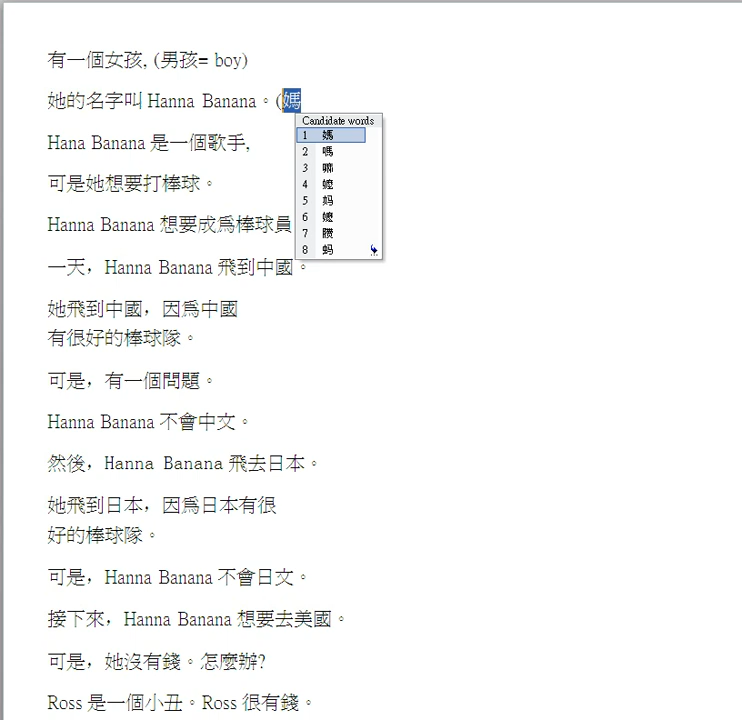 有一個女孩, (男孩= boy)
她的名字叫 Hanna Banana。(媽
Candidate words
1 媽
2 嗎
3 嘛
4 嬤
5 妈
6 嬷
7 髍
8 蚂
Hana Banana 是一個歌手,
可是她想要打棒球。
Hanna Banana 想要成爲棒球員
一天，Hanna Banana 飛到中國。
她飛到中國，因爲中國
有很好的棒球隊。
可是，有一個問題。
Hanna Banana 不會中文。
然後，Hanna Banana 飛去日本。
她飛到日本，因爲日本有很
好的棒球隊。
可是，Hanna Banana 不會日文。
接下來，Hanna Banana 想要去美國。
可是，她沒有錢。怎麼辦?
Ross 是一個小丑。Ross 很有錢。